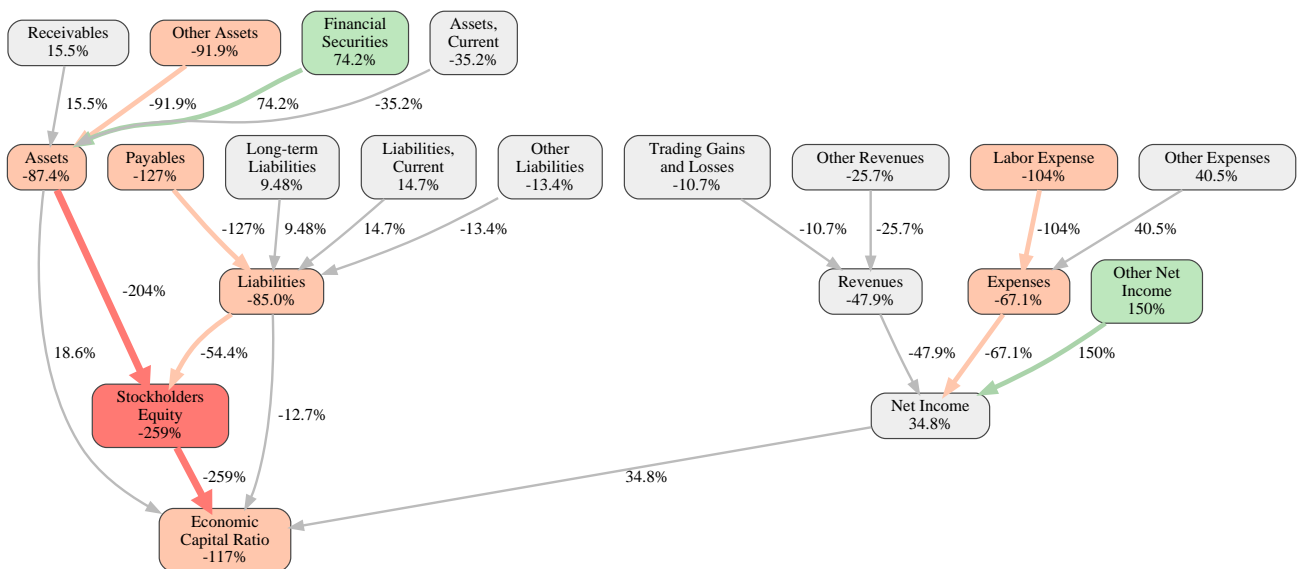 Receivables
15.5%
Other Assets
-91.9%
Financial
Securities
74.2%
Assets,
Current
-35.2%
15.5%
-91.9%
74.2%
-35.2%
Assets
-87.4%
Payables
-127%
Long-term
Liabilities
9.48%
Liabilities,
Current
14.7%
Other
Liabilities
-13.4%
Trading Gains
and Losses
-10.7%
Other Revenues
-25.7%
Labor Expense
-104%
Other Expenses
40.5%
-127%
9.48%
14.7%
-13.4%
-10.7%
-25.7%
-104%
40.5%
Liabilities
-85.0%
Revenues
-47.9%
Expenses
-67.1%
Other Net
Income
150%
-204%
18.6%
-54.4%
-47.9%
-67.1%
150%
Stockholders
Equity
-259%
-12.7%
Net Income
34.8%
-259%
34.8%
Economic
Capital Ratio
-117%